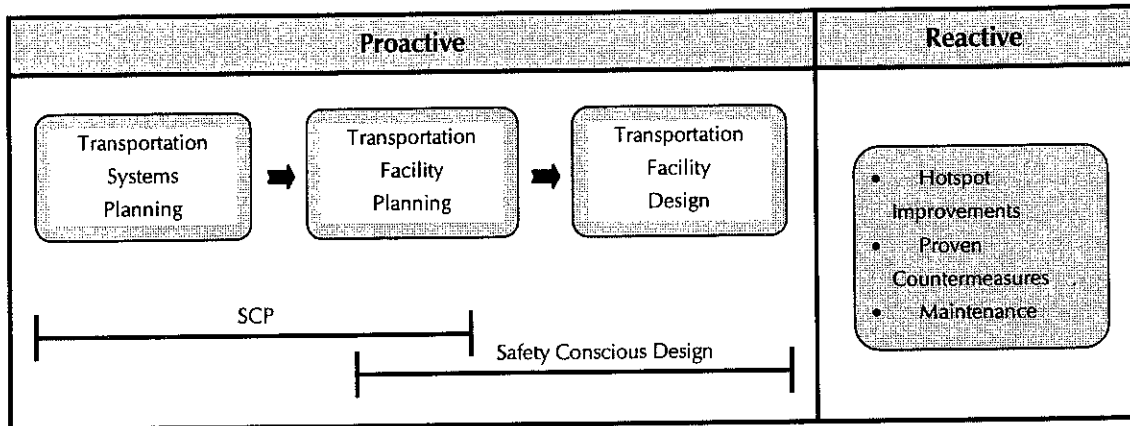 Proactive
Reactive
Transportation
Systems
Planning
Transportation
Facility
Planning
Transportation
Facility
Design
• Hotspot
Improvements
• Proven
Countermeasures
• Maintenance
SCP
Safety Conscious Design